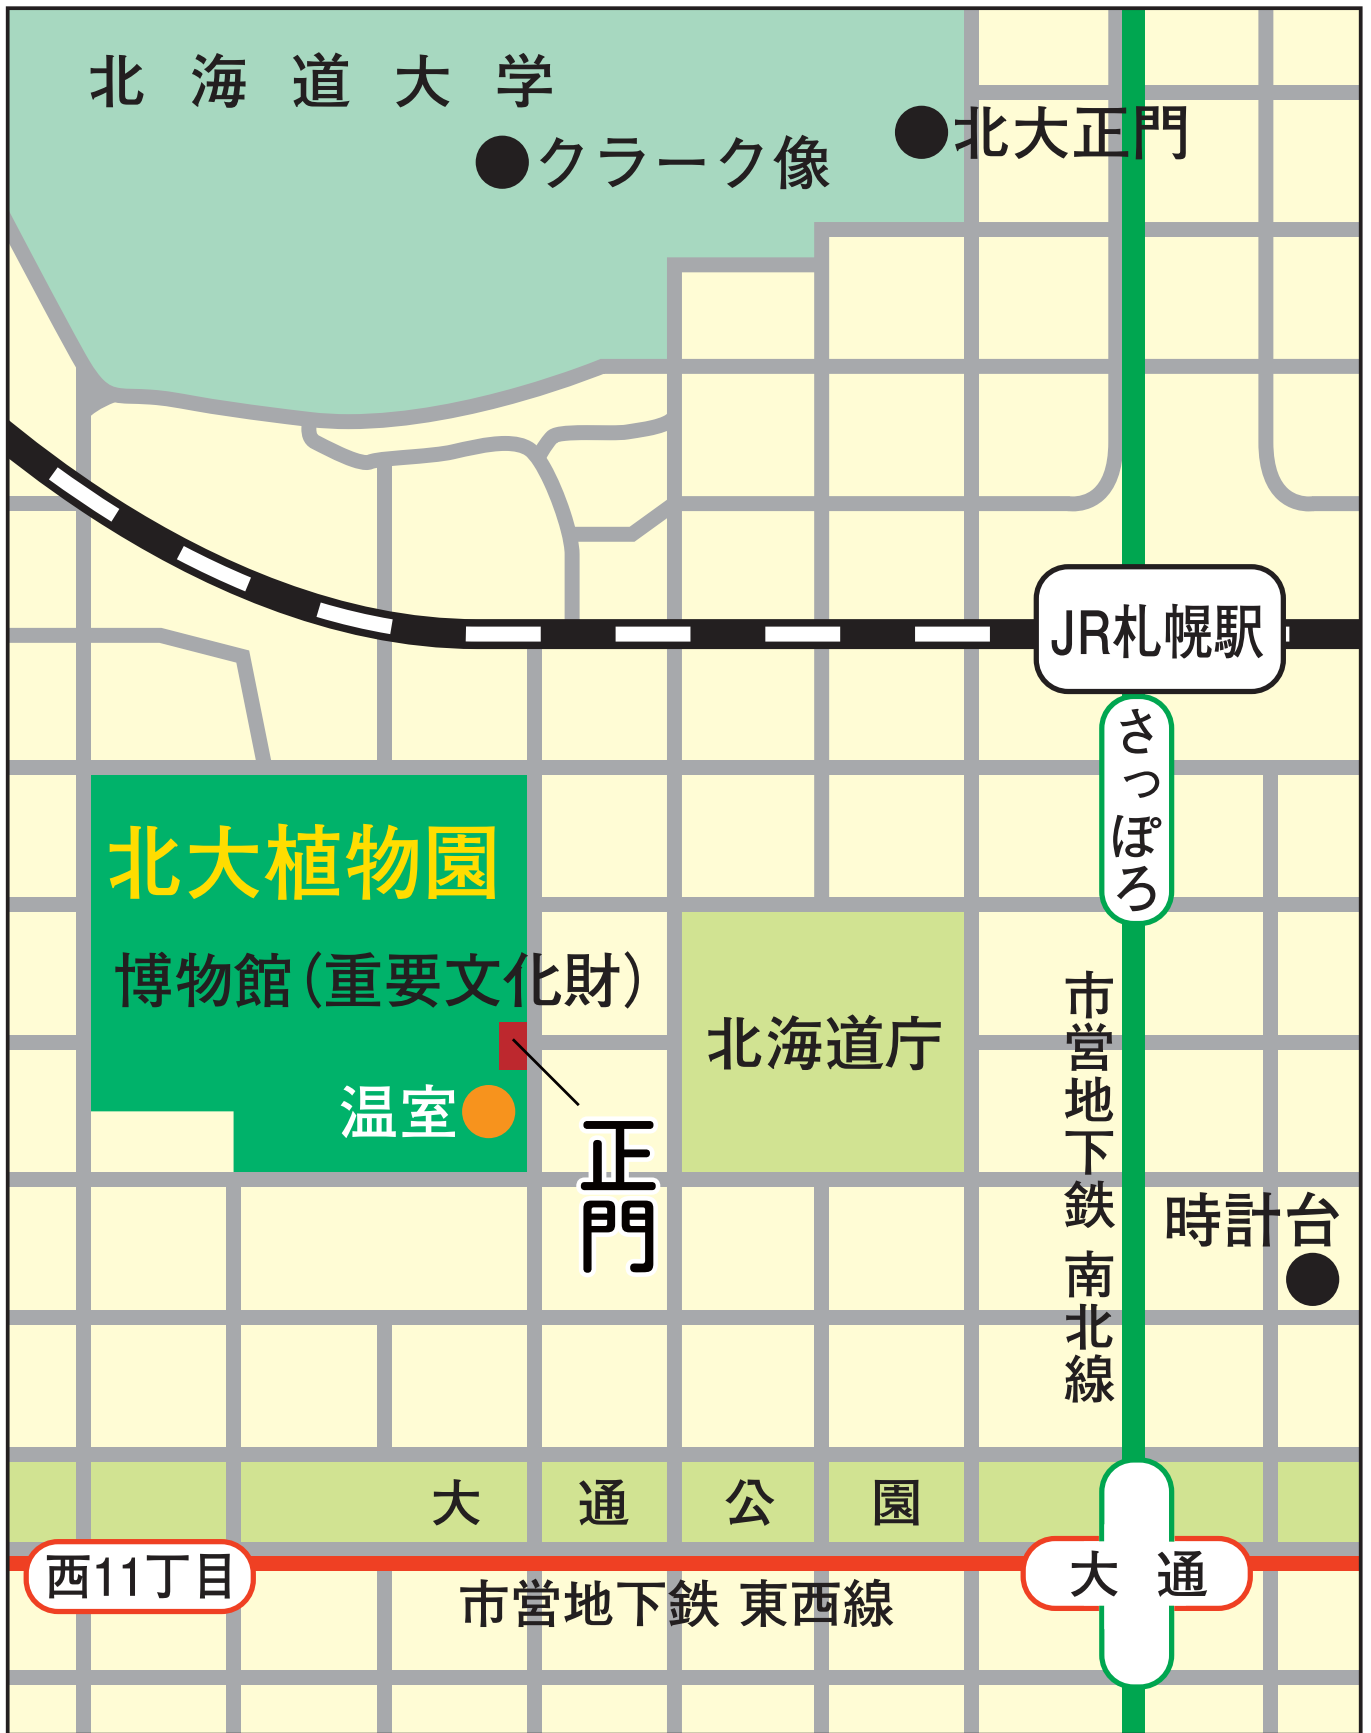 北海道大学
クラーク像
北大正門
JR札幌駅
さっぽろ
北大植物園
博物館(重要文化財)
北海道庁
温室
正門
市営地下鉄 南北線
時計台
大通公園
西11丁目
大通
市営地下鉄 東西線